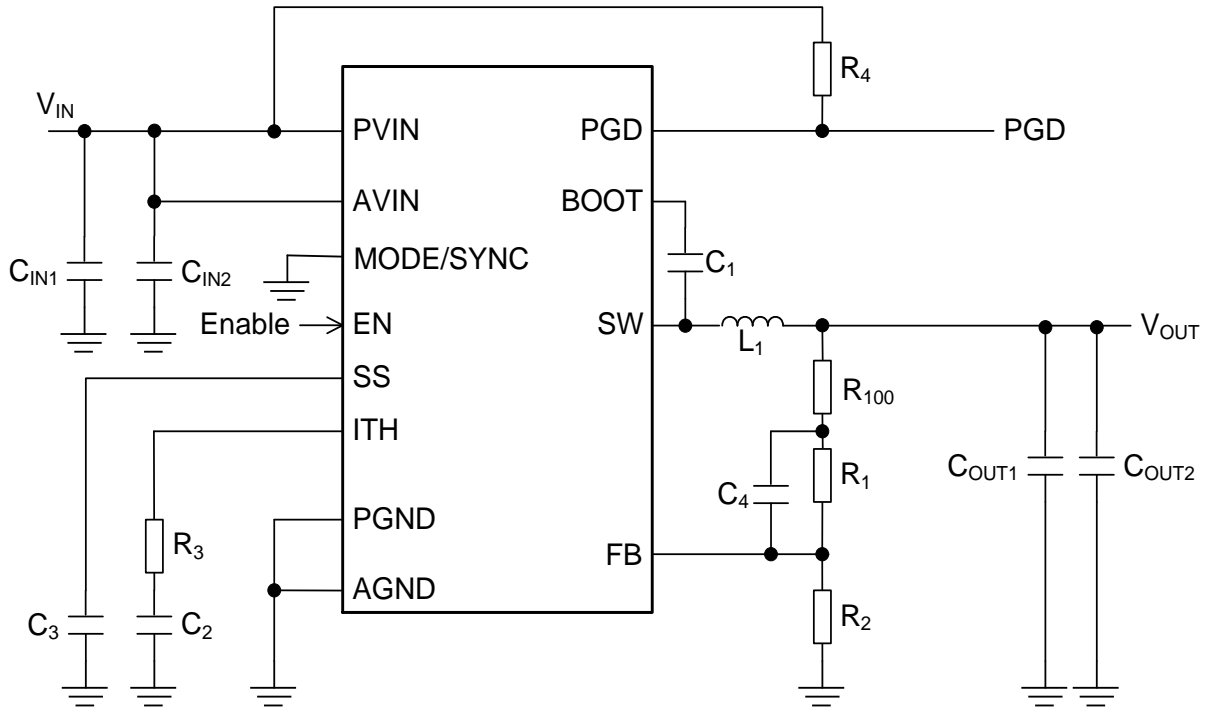 R4
VIN
PVIN
PGD
PGD
AVIN
BOOT
CIN1
CIN2
MODE/SYNC
C1
Enable
EN
SW
L1
VOUT
SS
R100
ITH
C4
R1
COUT1
COUT2
PGND
R3
FB
AGND
C3
C2
R2